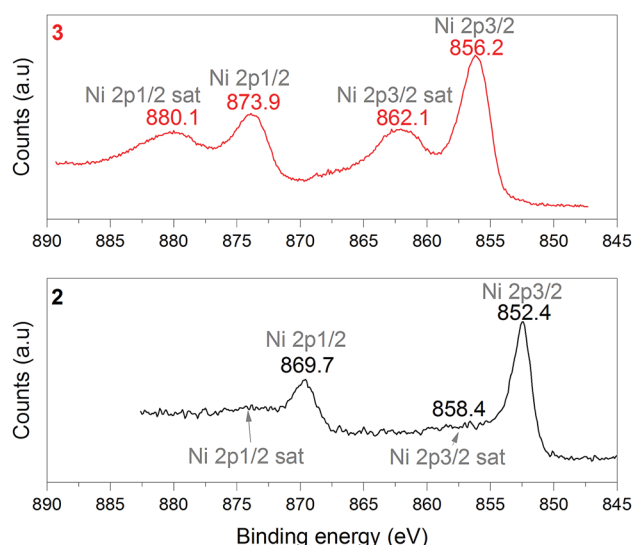 3
Ni 2p3/2
856.2
Ni 2p1/2
873.9
Ni 2p1/2 sat
880.1
Ni 2p3/2 sat
862.1
Counts (a.u)
890 885 880 875 870 865 860 855 850 845
2
Ni 2p3/2
852.4
Ni 2p1/2
869.7
858.4
Ni 2p1/2 sat
Ni 2p3/2 sat
Counts (a.u)
890 885 880 875 870 865 860 855 850 845
Binding energy (eV)